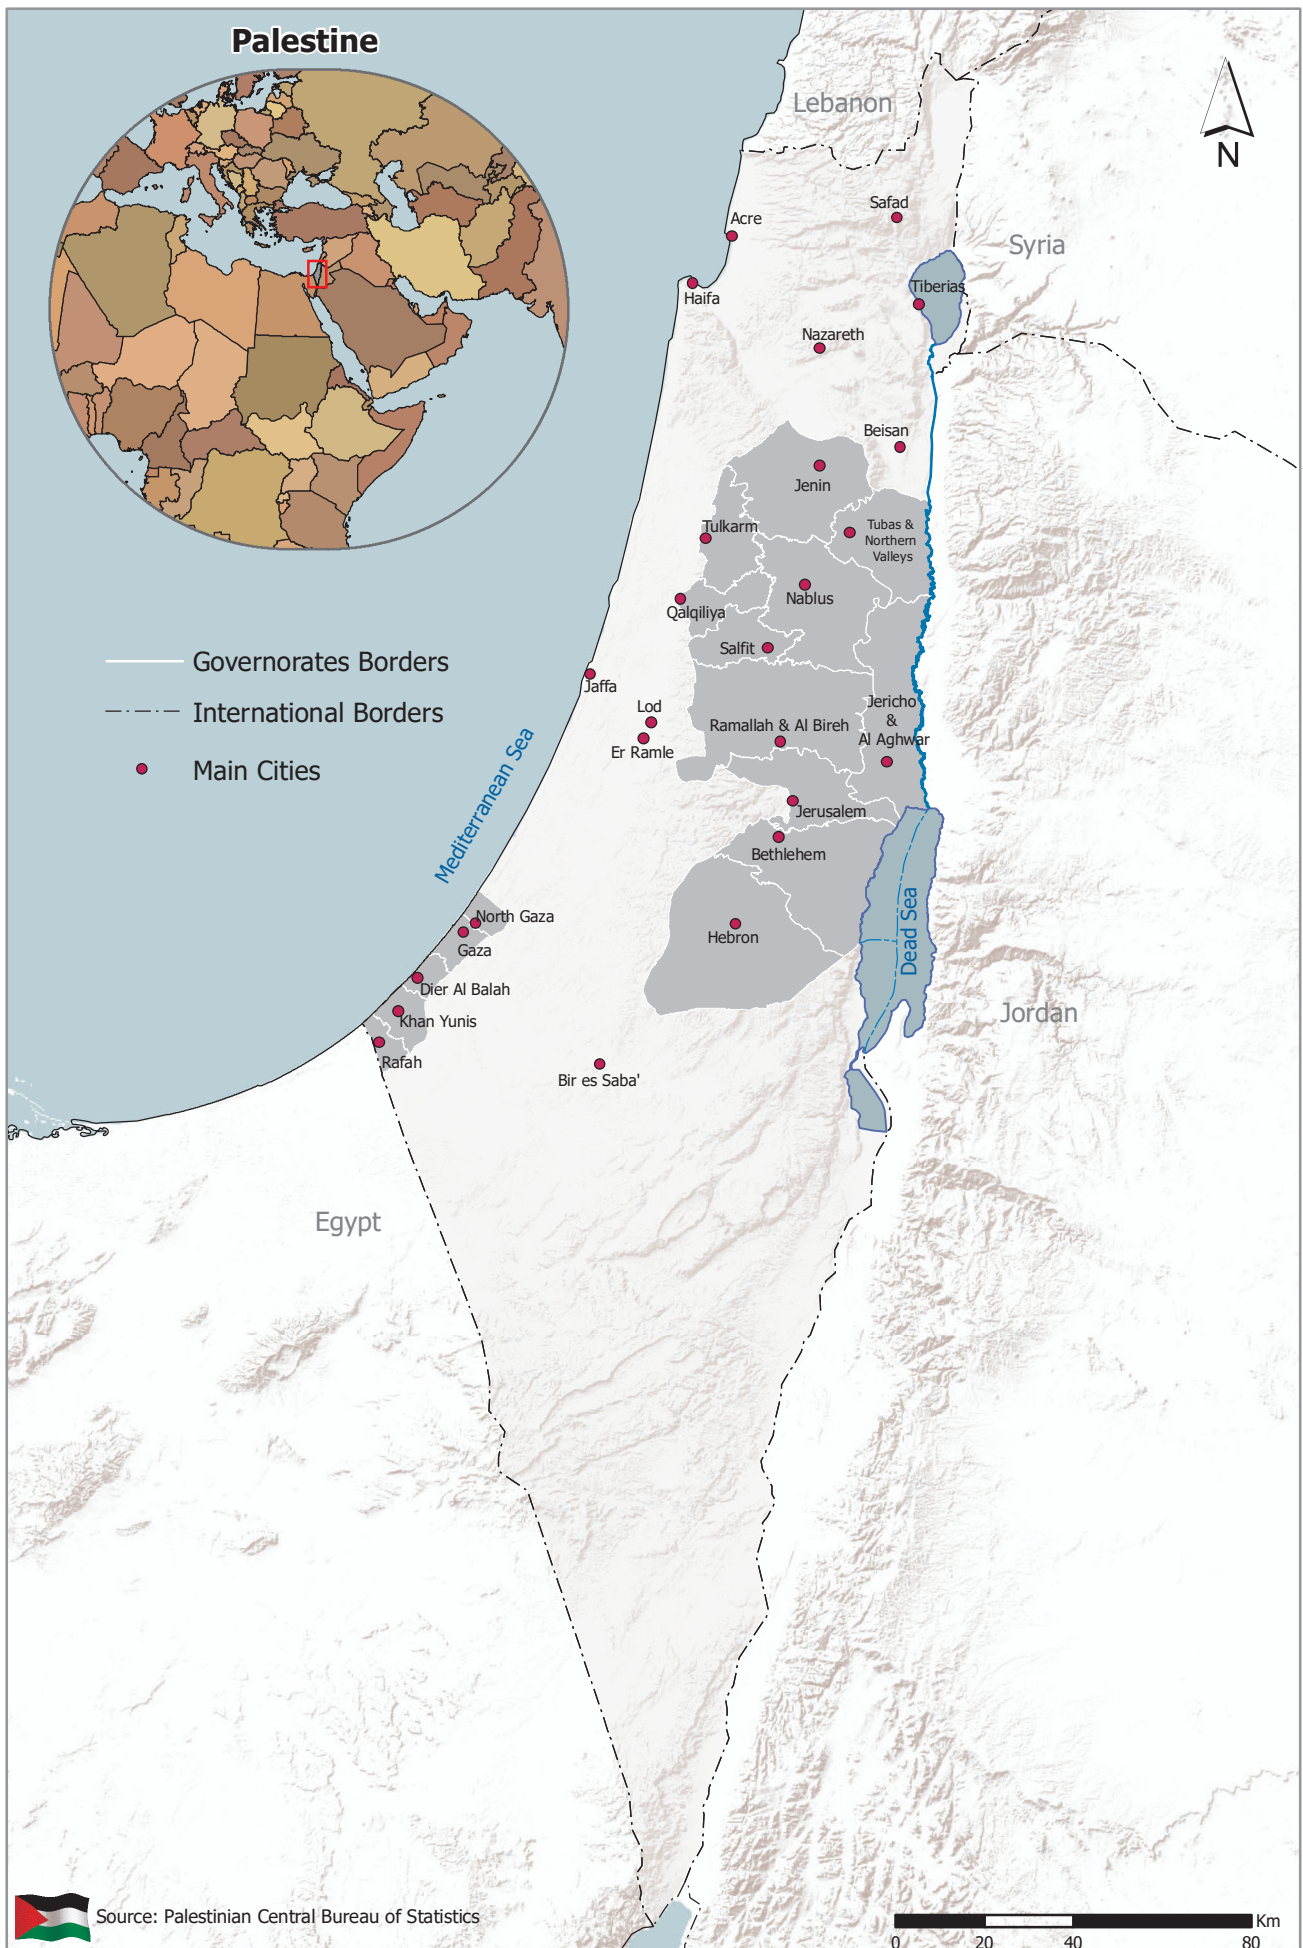 Palestine
Lebanon
N
Safad
Acre
Syria
Tiberias
Haifa
Nazareth
Beisan
Jenin
Tulkarm
Tubas &
Northern
Valleys
Nablus
Qalqiliya
Salfit
Governorates Borders
International Borders
Main Cities
Jaffa
Lod
Er Ramle
Ramallah & Al Bireh
Jericho
&
Al Aghwar
Mediterranean Sea
Jerusalem
Bethlehem
Hebron
Dead Sea
North Gaza
Gaza
Dier Al Balah
Khan Yunis
Rafah
Bir es Saba'
Jordan
Egypt
Source: Palestinian Central Bureau of Statistics
Km
0 20 40 80